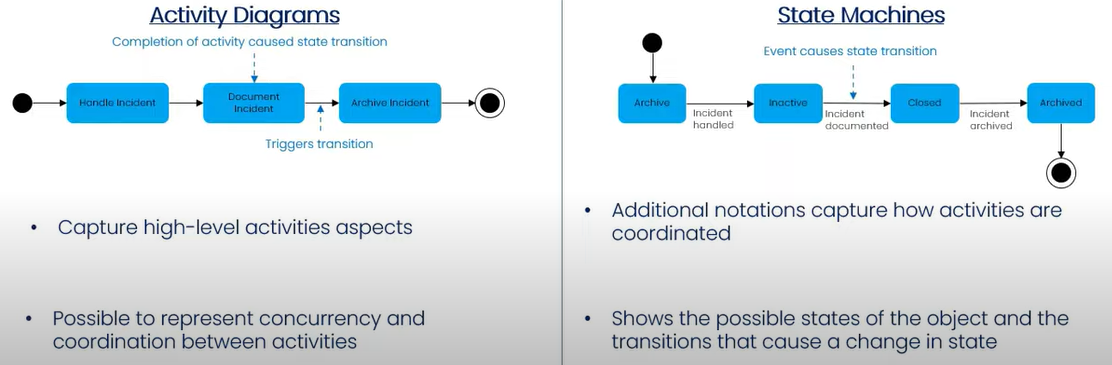 Activity Diagrams
Completion of activity caused state transition
Handle Incident
Document
Incident
Archive Incident
Triggers transition
• Capture high-level activities aspects
• Possible to represent concurrency and
coordination between activities
State Machines
Event causes state transition
Archive
Incident
handled
Inactive
Incident
documented
Closed
Incident
archived
Archived
• Additional notations capture how activities are
coordinated
• Shows the possible states of the object and the
transitions that cause a change in state